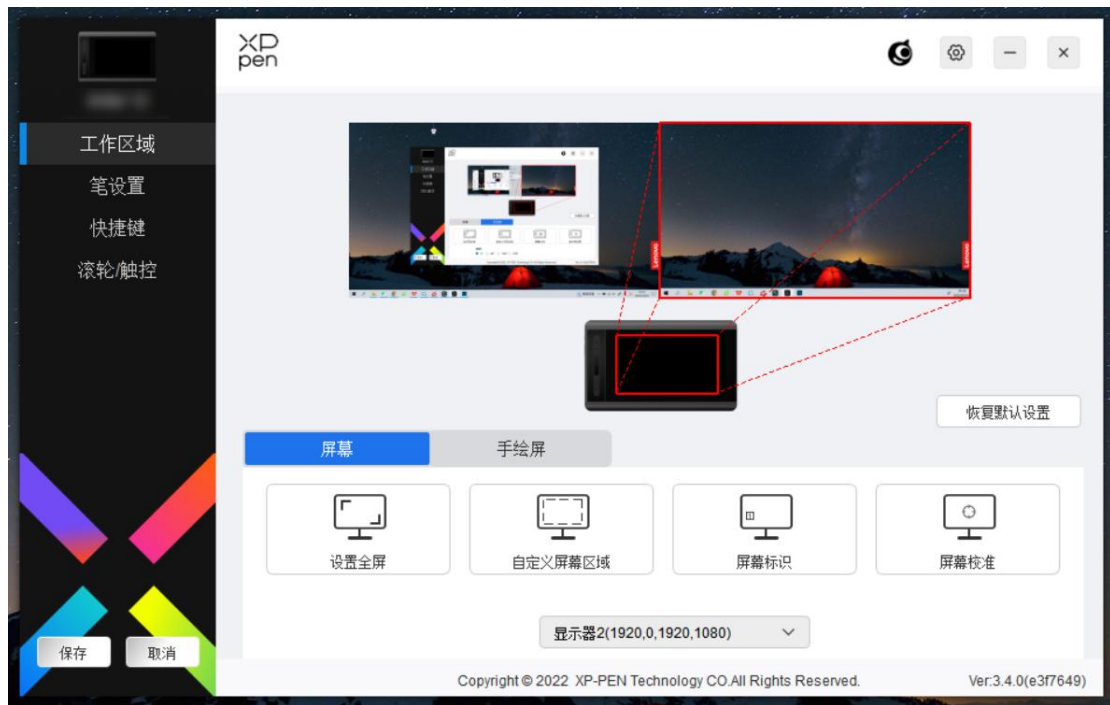 XP
pen
工作区域
笔设置
快捷键
滚轮/触控
Lenovo
Lenovo
恢复默认设置
屏幕
手绘屏
设置全屏
自定义屏幕区域
屏幕标识
屏幕校准
显示器2(1920,0,1920,1080)
保存
取消
Copyright © 2022 XP-PEN Technology CO.All Rights Reserved.
Ver:3.4.0(e3f7649)